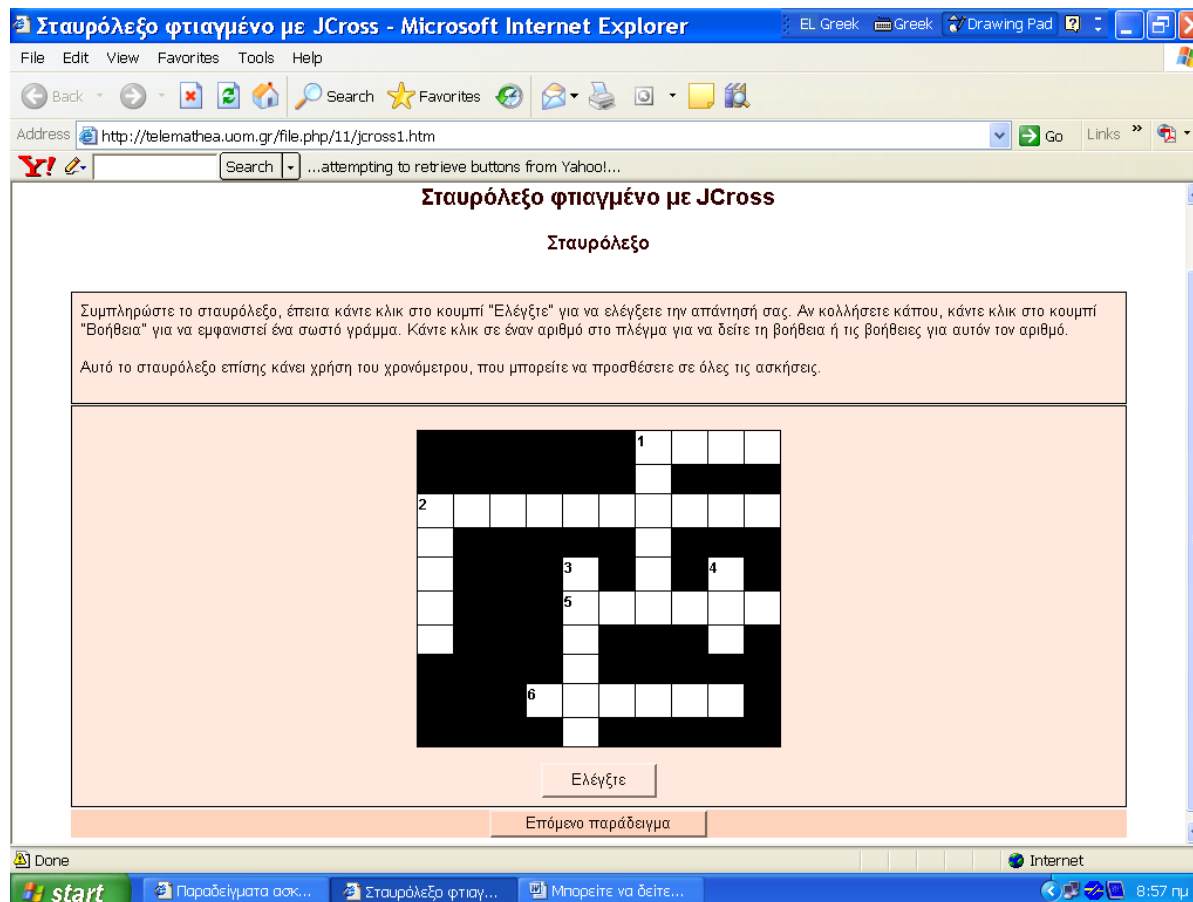 Σταυρόλεξο φτιαγμένο με JCross - Microsoft Internet Explorer
EL Greek Greek Drawing Pad
File Edit View Favorites Tools Help
Back Search Favorites
Address http://telemathea.uom.gr/file.php/11/jcross1.htm Go Links »
Y! Search ...attempting to retrieve buttons from Yahoo!...
Σταυρόλεξο φτιαγμένο με JCross
Σταυρόλεξο
Συμπληρώστε το σταυρόλεξο, έπειτα κάντε κλικ στο κουμπί "Ελέγξτε" για να ελέγξετε την απάντησή σας. Αν κολλήσετε κάπου, κάντε κλικ στο κουμπί
"Βοήθεια" για να εμφανιστεί ένα σωστό γράμμα. Κάντε κλικ σε έναν αριθμό στο πλέγμα για να δείτε τη βοήθεια ή τις βοήθειες για αυτόν τον αριθμό.
Αυτό το σταυρόλεξο επίσης κάνει χρήση του χρονόμετρου, που μπορείτε να προσθέσετε σε όλες τις ασκήσεις.
1
2
3 4
5
6
Ελέγξτε
Επόμενο παράδειγμα
Done Internet
start Παραδείγματα ασκ... Σταυρόλεξο φτιαγ... Μπορείτε να δείτε... 8:57 πμ